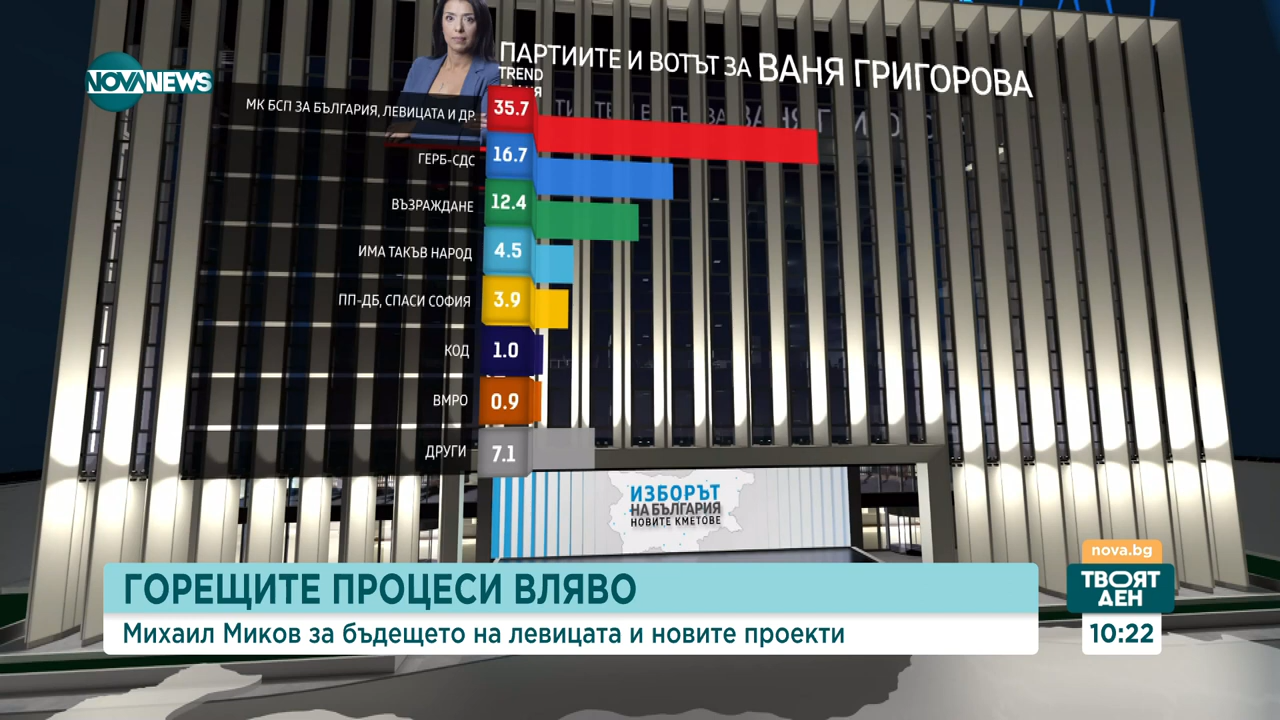 NOVANEWS
ПАРТИИТЕ И ВОТЪТ ЗА ВАНЯ ГРИГОРОВА
TREND
МК БСП ЗА БЪЛГАРИЯ, ЛЕВИЦАТА И ДР. 35.7
ГЕРБ-СДС 16.7
ВЪЗРАЖДАНЕ 12.4
ИМА ТАКЪВ НАРОД 4.5
ПП-ДБ, СПАСИ СОФИЯ 3.9
КОД 1.0
ВМРО 0.9
ДРУГИ 7.1
ИЗБОРЪТ
НА БЪЛГАРИЯ
НОВИТЕ КМЕТОВЕ
ГОРЕЩИТЕ ПРОЦЕСИ ВЛЯВО
Михаил Миков за бъдещето на левицата и новите проекти
nova.bg
ТВОЯТ
ДЕН
10:22